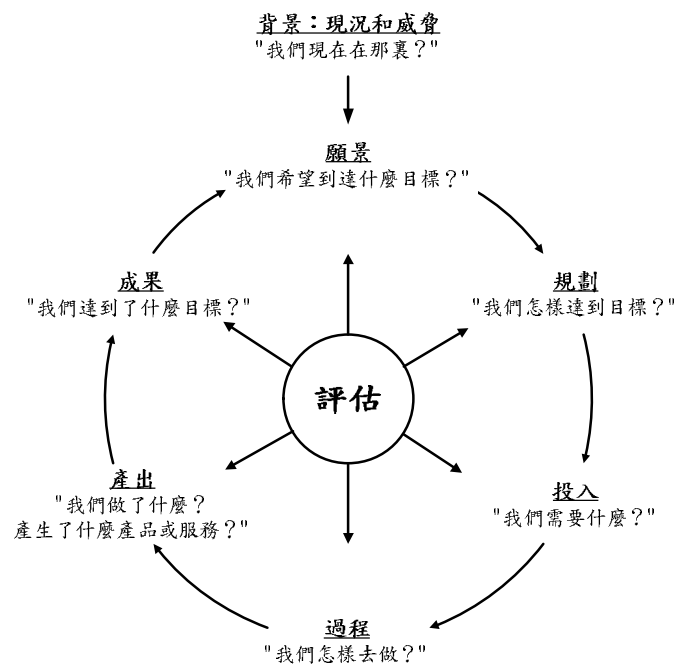 背景：現況和威脅
"我們現在在那裏？"
願景
"我們希望到達什麼目標？"
規劃
"我們怎樣達到目標？"
投入
"我們需要什麼？"
過程
"我們怎樣去做？"
產出
"我們做了什麼？
產生了什麼產品或服務？"
成果
"我們達到了什麼目標？"
評估